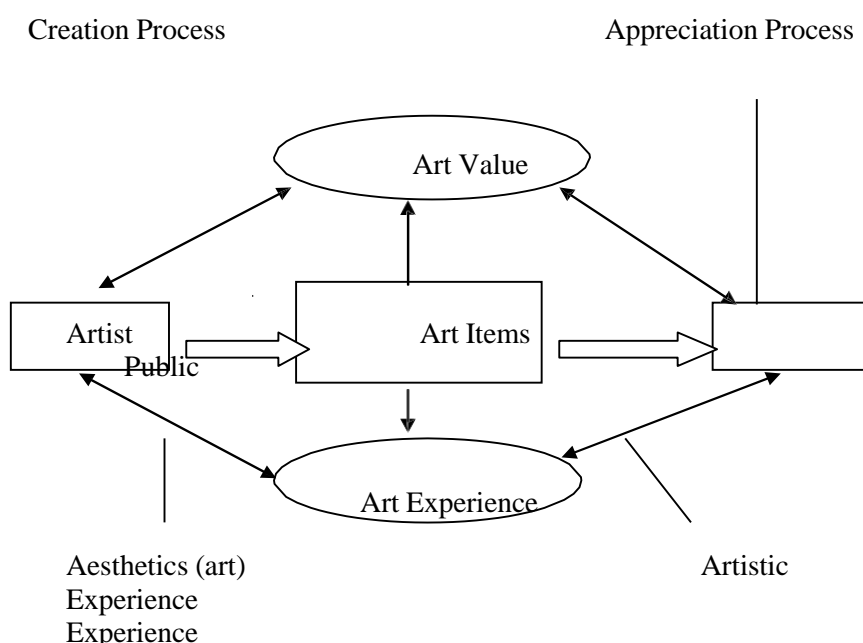 Creation Process Appreciation Process
Art Value
Artist Art Items
Public
Art Experience
Aesthetics (art) Artistic
Experience
Experience